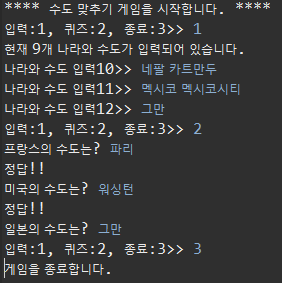 **** 수도 맞추기 게임을 시작합니다. ****
입력:1, 퀴즈:2, 종료:3>> 1
현재 9개 나라와 수도가 입력되어 있습니다.
나라와 수도 입력10>> 네팔 카트만두
나라와 수도 입력11>> 멕시코 멕시코시티
나라와 수도 입력12>> 그만
입력:1, 퀴즈:2, 종료:3>> 2
프랑스의 수도는? 파리
정답!!
미국의 수도는? 워싱턴
정답!!
일본의 수도는? 그만
입력:1, 퀴즈:2, 종료:3>> 3
게임을 종료합니다.